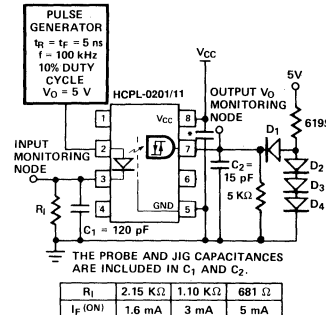 PULSE
GENERATOR
tR = tF = 5 ns
f = 100 kHz
10% DUTY
CYCLE
VO = 5 V
VCC
HCPL-0201/11
OUTPUT VO
MONITORING
NODE
5V
1
VCC
8
*
D1
INPUT
MONITORING
NODE
2
7
D2
3
6
C2 =
15 pF
D3
5 KΩ
D4
RI
4
GND
5
C1 = 120 pF
THE PROBE AND JIG CAPACITANCES
ARE INCLUDED IN C1 AND C2.
RI 2.15 KΩ 1.10 KΩ 681 Ω
IF (ON) 1.6 mA 3 mA 5 mA